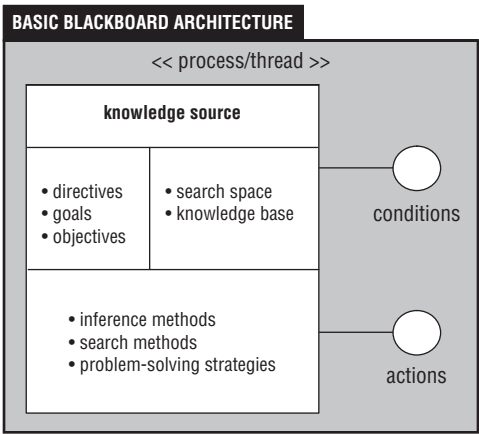 BASIC BLACKBOARD ARCHITECTURE
<< process/thread >>
knowledge source
• directives
• goals
• objectives
• search space
• knowledge base
conditions
• inference methods
• search methods
• problem-solving strategies
actions